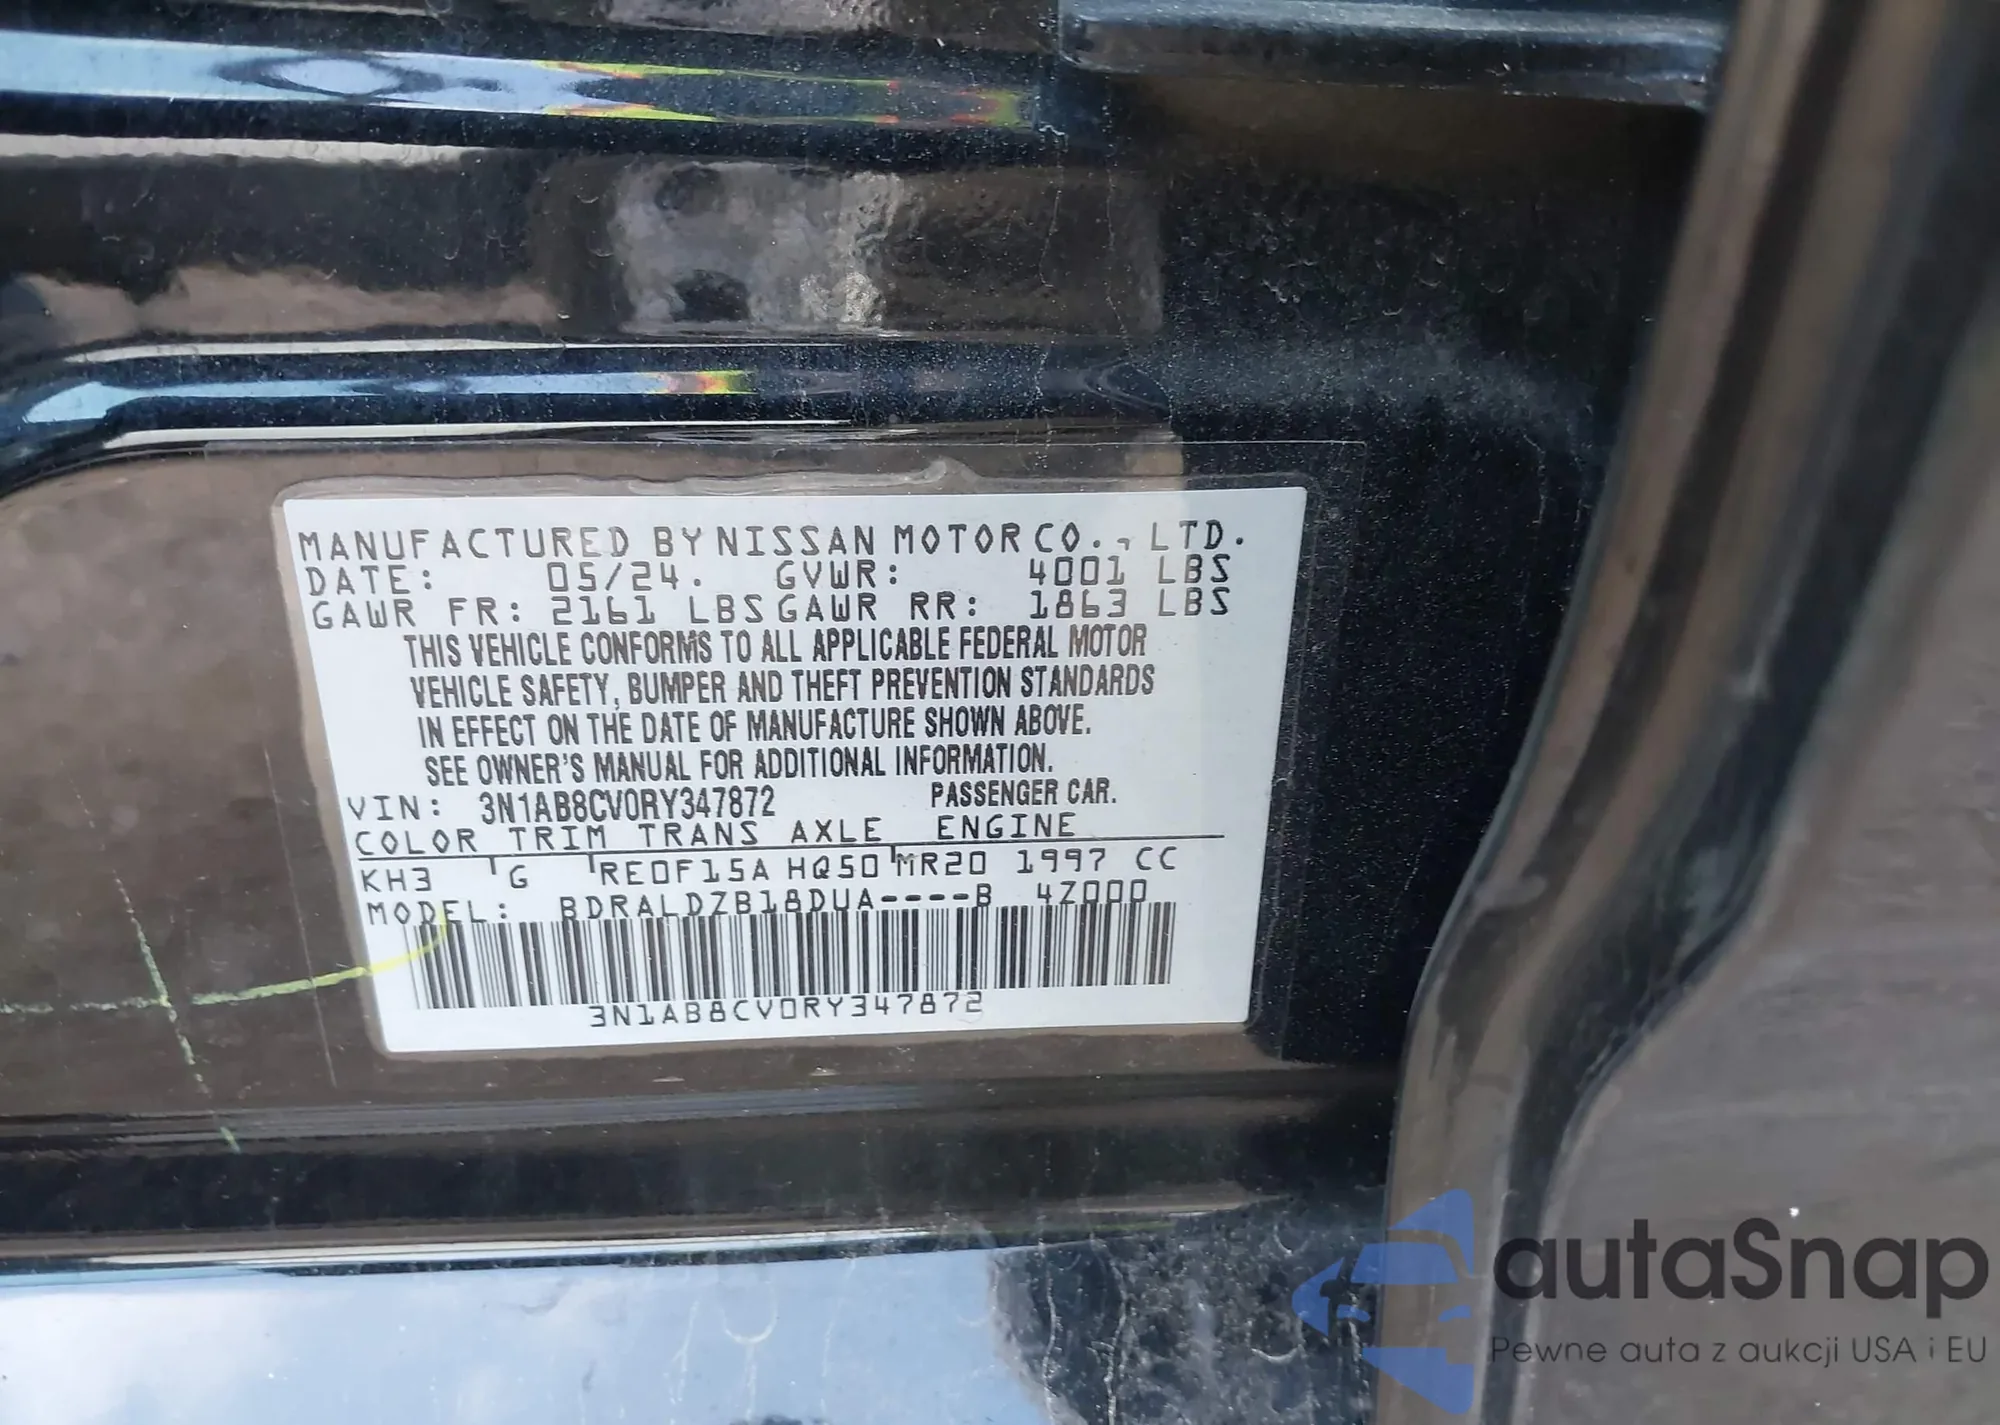 MANUFACTURED BY NISSAN MOTOR CO., LTD.
DATE: 05/24. GVWR: 4001 LBS
GAWR FR: 2161 LBS GAWR RR: 1863 LBS
THIS VEHICLE CONFORMS TO ALL APPLICABLE FEDERAL MOTOR
VEHICLE SAFETY, BUMPER AND THEFT PREVENTION STANDARDS
IN EFFECT ON THE DATE OF MANUFACTURE SHOWN ABOVE.
SEE OWNER'S MANUAL FOR ADDITIONAL INFORMATION.
VIN: 3N1AB8CV0RY347872 PASSENGER CAR.
COLOR TRIM TRANS AXLE ENGINE
KH3 G RE0F15A HQ50 MR20 1997 CC
MODEL: BDRALDZB18DUA----B 4Z000
3N1AB8CV0RY347872
autaSnap
Pewne auta z aukcji USA i EU